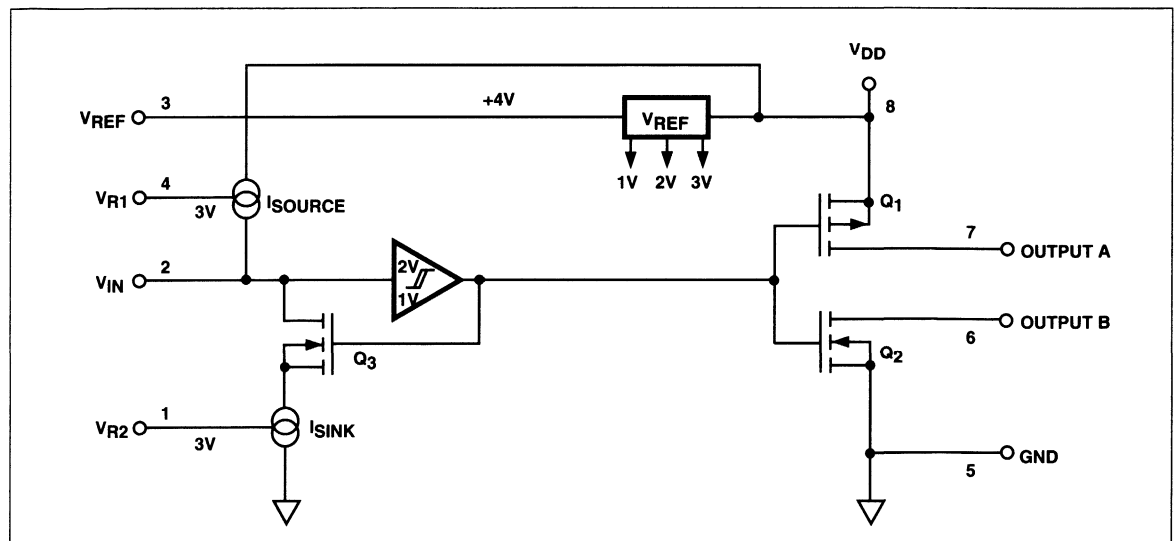 VDD
8
VREF
3
+4V
VREF
1V 2V 3V
VR1
4
3V
ISOURCE
Q1
7
OUTPUT A
VIN
2
2V
1V
OUTPUT B
6
Q2
Q3
VR2
1
3V
ISINK
GND
5